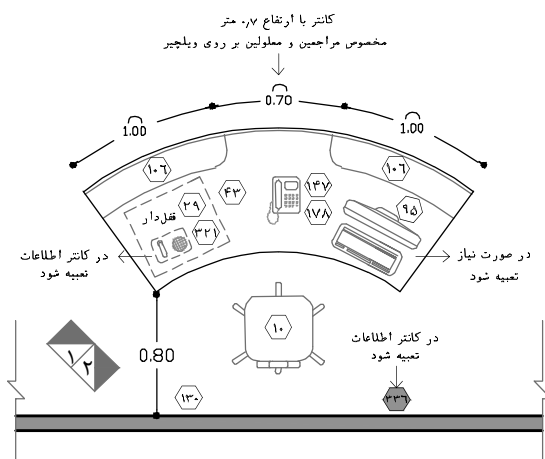 کانتر با ارتفاع ۰٫۷ متر
مخصوص مراجعین و معلولین بر روی ویلچیر
0.70
1.00
1.00
۱۰۶
۱۰۶
۱۴۷
۴۳
۲۹
۱۷۸
۹۵
قفل‌دار
۳۲۱
در کانتر اطلاعات
تعبیه شود
در صورت نیاز
تعبیه شود
۱۰
در کانتر اطلاعات
تعبیه شود
0.80
۱
۲
۱۳۰
۳۳۶